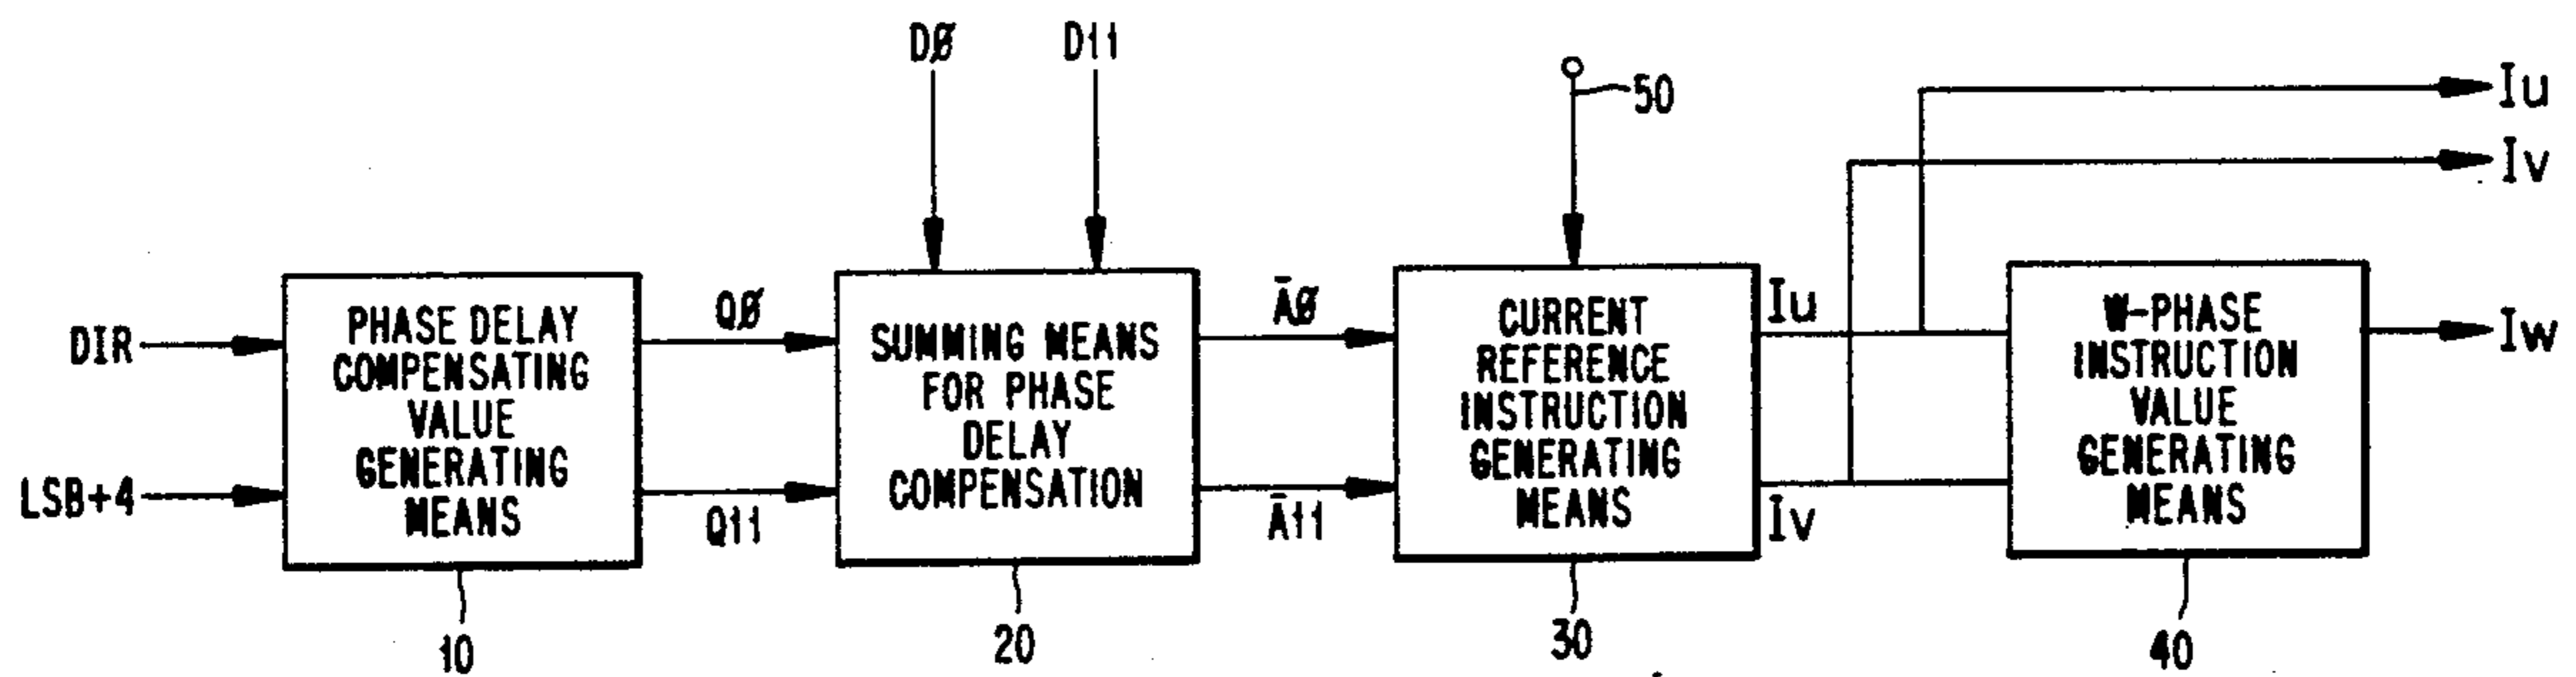 DØ
D11
50
Iu
Iv
DIR
LSB+4
PHASE DELAY
COMPENSATING
VALUE
GENERATING
MEANS
10
QØ
Q11
SUMMING MEANS
FOR PHASE
DELAY
COMPENSATION
20
ĀØ
Ā11
CURRENT
REFERENCE
INSTRUCTION
GENERATING
MEANS
30
Iu
Iv
W-PHASE
INSTRUCTION
VALUE
GENERATING
MEANS
40
Iw